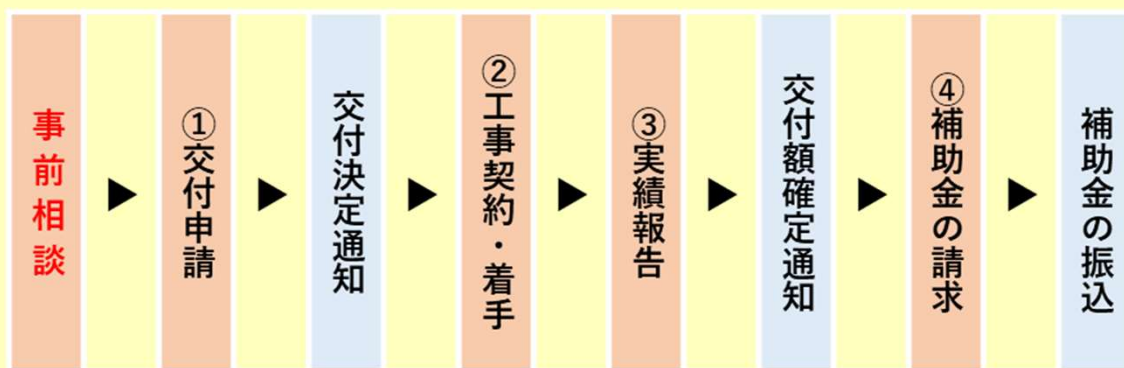 事前相談
①交付申請
交付決定通知
②工事契約・着手
③実績報告
交付額確定通知
④補助金の請求
補助金の振込